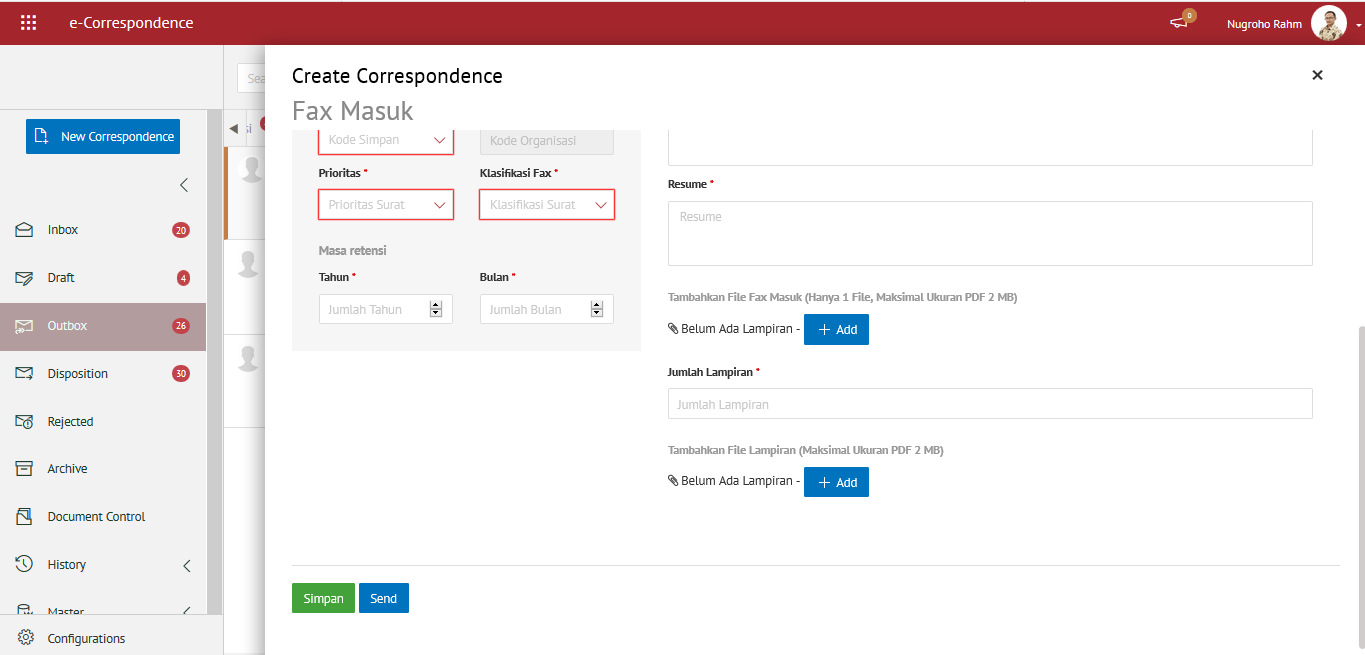 e-Correspondence
0
Nugroho Rahm
New Correspondence
Inbox 20
Draft 4
Outbox 26
Disposition 30
Rejected
Archive
Document Control
History
Master
Configurations
Sea
si
Create Correspondence
Fax Masuk
Kode Simpan
Kode Organisasi
Prioritas *
Klasifikasi Fax *
Prioritas Surat
Klasifikasi Surat
Masa retensi
Tahun *
Bulan *
Jumlah Tahun
Jumlah Bulan
Resume *
Resume
Tambahkan File Fax Masuk (Hanya 1 File, Maksimal Ukuran PDF 2 MB)
Belum Ada Lampiran - + Add
Jumlah Lampiran *
Jumlah Lampiran
Tambahkan File Lampiran (Maksimal Ukuran PDF 2 MB)
Belum Ada Lampiran - + Add
Simpan
Send